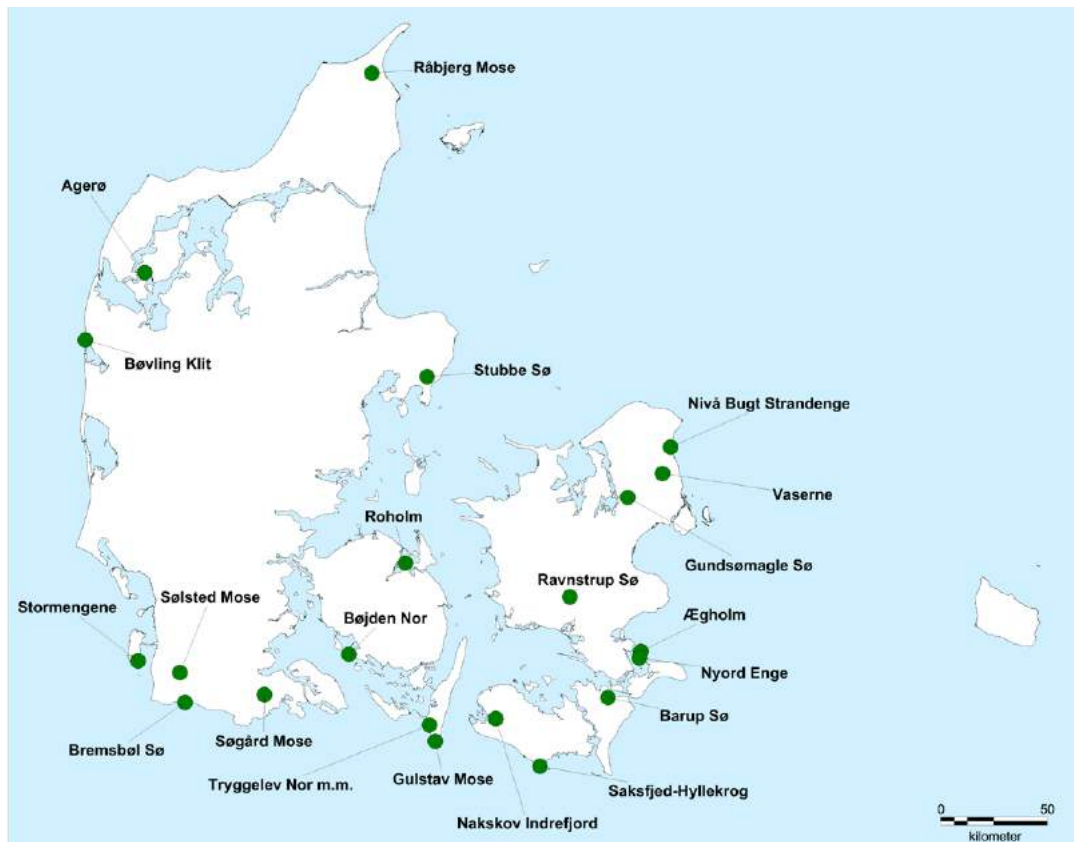 Råbjerg Mose
Agerø
Bøvling Klit
Stubbe Sø
Nivå Bugt Strandenge
Vaserne
Roholm
Gundsømagle Sø
Ravnstrup Sø
Sølsted Mose
Stormengene
Ægholm
Bøjden Nor
Nyord Enge
Barup Sø
Søgård Mose
Bremsbøl Sø
Tryggelev Nor m.m.
Gulstav Mose
Saksfjed-Hyllekrog
Nakskov Indrefjord
0 50
kilometer